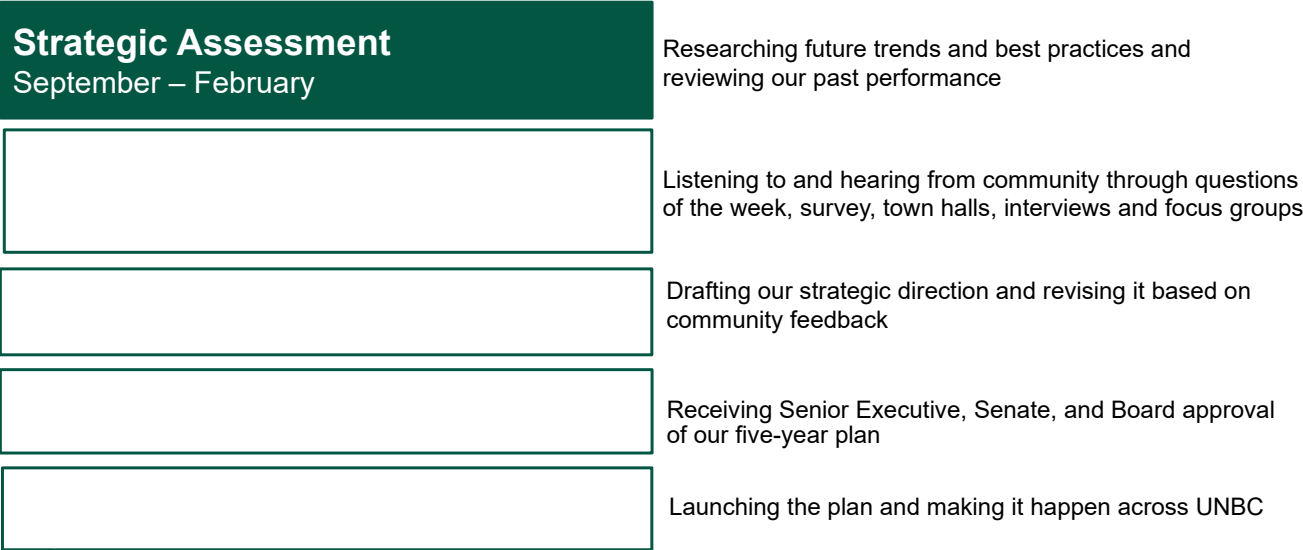 Strategic Assessment
September – February
Researching future trends and best practices and
reviewing our past performance
Listening to and hearing from community through questions
of the week, survey, town halls, interviews and focus groups
Drafting our strategic direction and revising it based on
community feedback
Receiving Senior Executive, Senate, and Board approval
of our five-year plan
Launching the plan and making it happen across UNBC